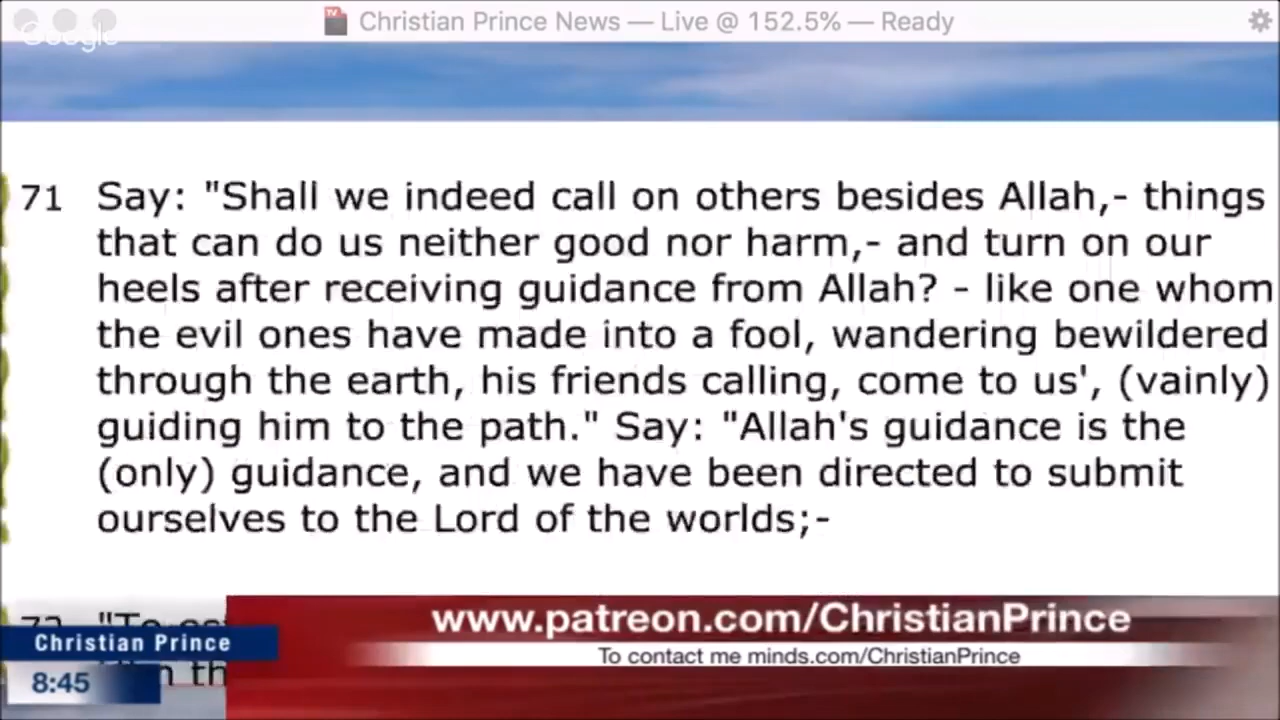 Christian Prince News — Live @ 152.5% — Ready
Google
71 Say: "Shall we indeed call on others besides Allah,- things
that can do us neither good nor harm,- and turn on our
heels after receiving guidance from Allah? - like one whom
the evil ones have made into a fool, wandering bewildered
through the earth, his friends calling, come to us', (vainly)
guiding him to the path." Say: "Allah's guidance is the
(only) guidance, and we have been directed to submit
ourselves to the Lord of the worlds;-
www.patreon.com/ChristianPrince
Christian Prince
To contact me minds.com/ChristianPrince
8:45